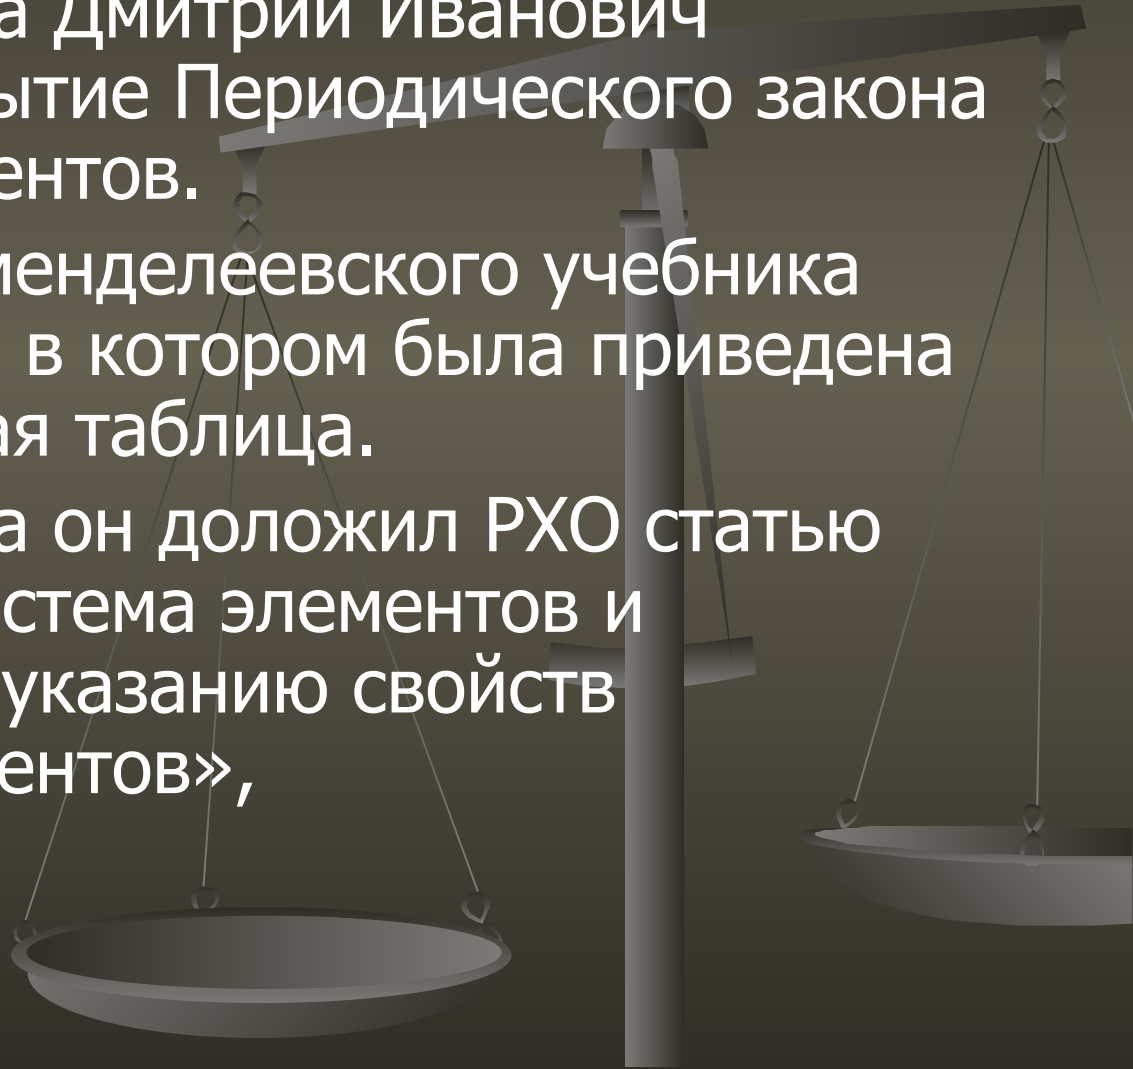 а Дмитрий Иванович
ытие Периодического закона
ентов.
менделеевского учебника
в котором была приведена
ая таблица.
а он доложил РХО статью
стема элементов и
указанию свойств
ентов»,